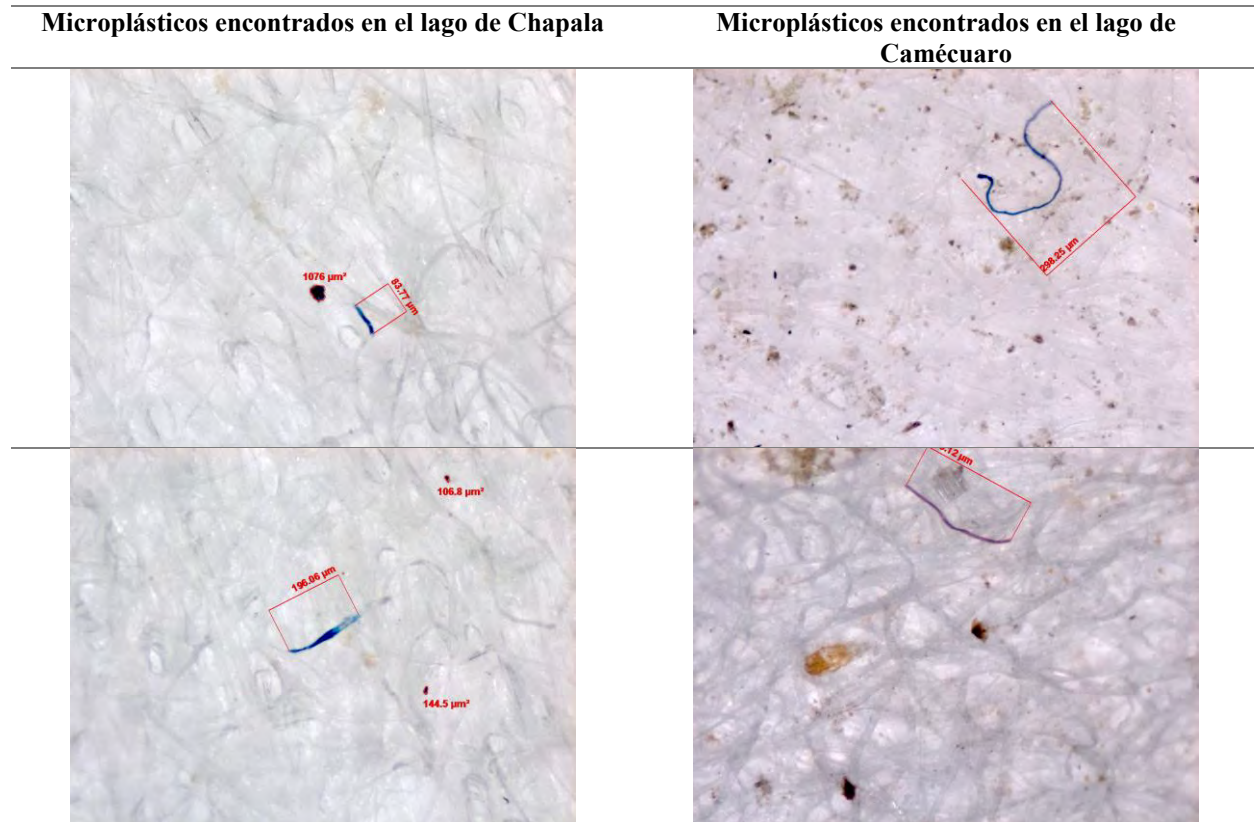 Microplásticos encontrados en el lago de Chapala
Microplásticos encontrados en el lago de
Camécuaro
1076 µm²
83.77 µm
298.25 µm
106.8 µm²
196.06 µm
144.5 µm²